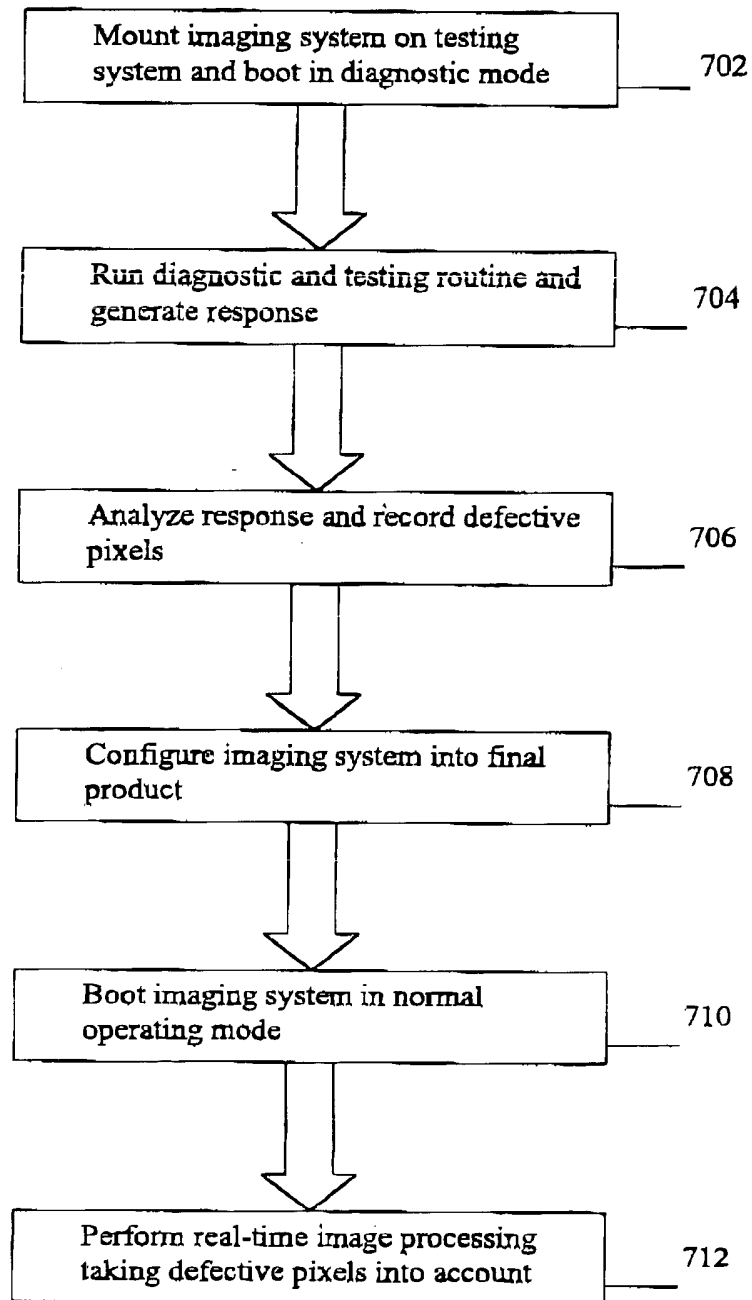 Mount imaging system on testing
system and boot in diagnostic mode
702
Run diagnostic and testing routine and
generate response
704
Analyze response and record defective
pixels
706
Configure imaging system into final
product
708
Boot imaging system in normal
operating mode
710
Perform real-time image processing
taking defective pixels into account
712